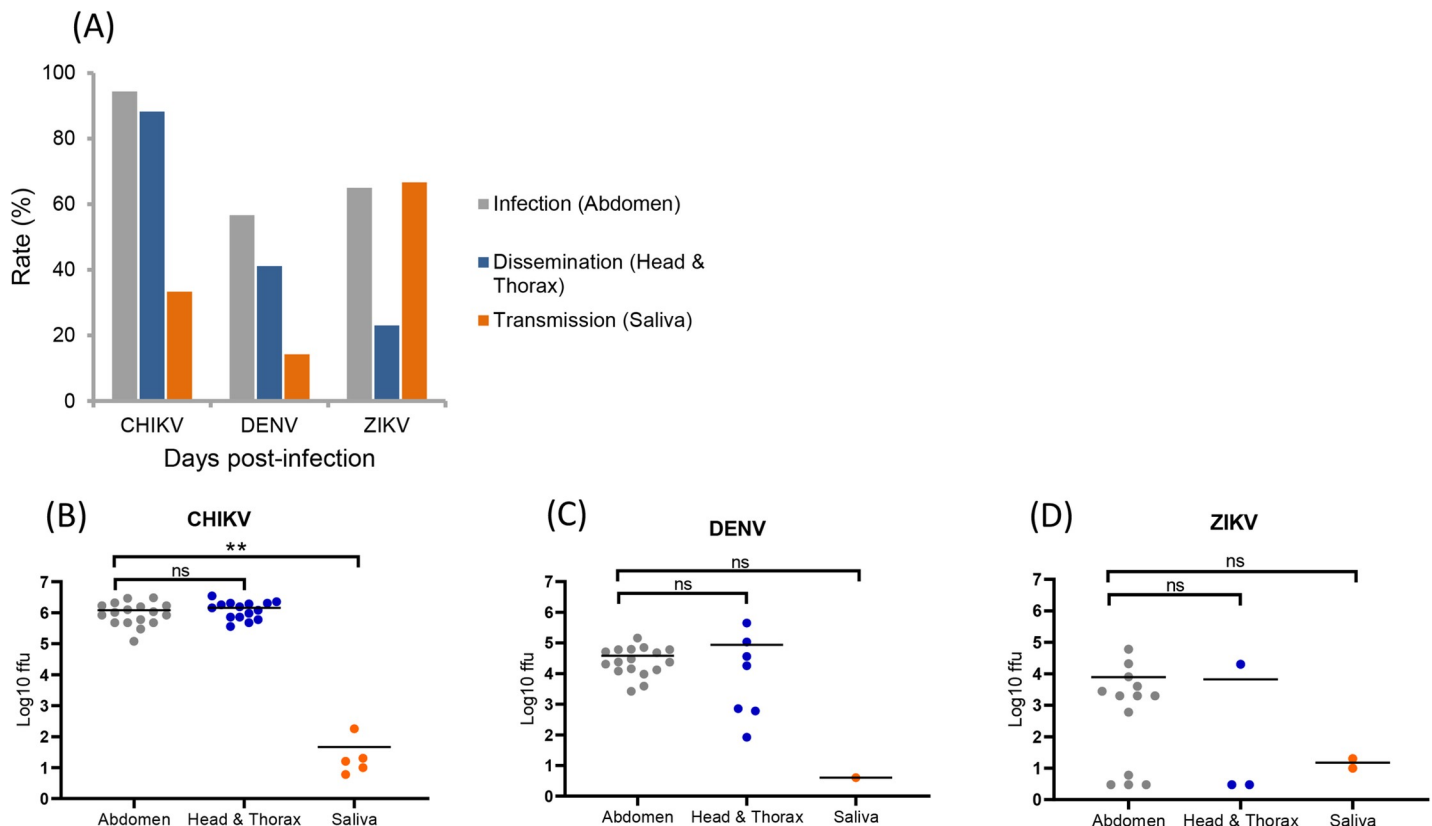 (A)
100
80
60
40
20
0
Rate (%)
CHIKV DENV ZIKV
Days post-infection
Infection (Abdomen)
Dissemination (Head &
Thorax)
Transmission (Saliva)
(B)
CHIKV
**
ns
7
6
5
4
3
2
1
0
Log10 ffu
Abdomen Head & Thorax Saliva
(C)
DENV
ns
ns
7
6
5
4
3
2
1
0
Log10 ffu
Abdomen Head & Thorax Saliva
(D)
ZIKV
ns
ns
7
6
5
4
3
2
1
0
Log10 ffu
Abdomen Head & Thorax Saliva